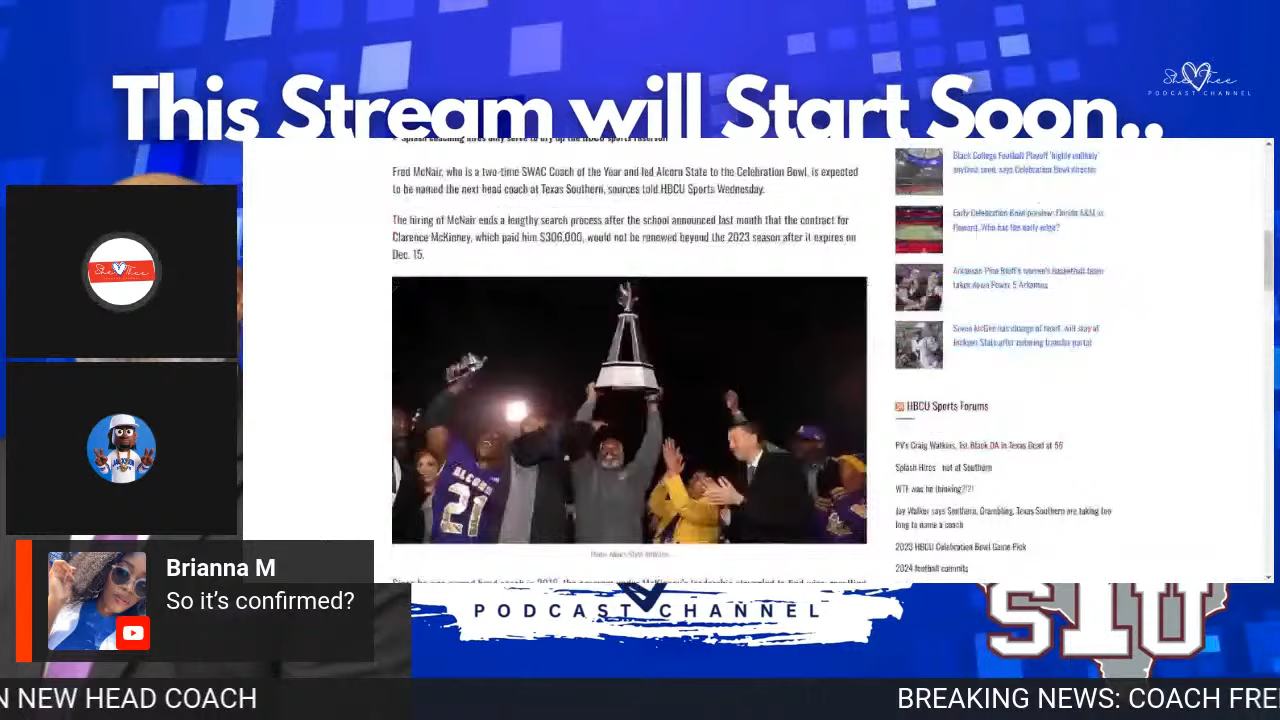 This Stream will Start Soon..
She Thee
PODCAST CHANNEL
Fred McNair, who is a two-time SWAC Coach of the Year and led Alcorn State to the Celebration Bowl, is expected
to be named the next head coach at Texas Southern, sources told HBCU Sports Wednesday.
The hiring of McNair ends a lengthy search process after the school announced last month that the contract for
Clarence McKinney, which paid him $306,000, would not be renewed beyond the 2023 season after it expires on
Dec. 15.
21
Black College Football Playoff 'highly unlikely'
anytime soon, says Celebration Bowl director
Early Celebration Bowl preview: Florida A&M vs
Howard. Who has the early edge?
Arkansas-Pine Bluff's women's basketball team
takes down Power 5 Arkansas
has change of heart, will stay at
Jackson State after entering transfer portal
HBCU Sports Forums
PV's Craig Watkins, 1st Black DA in Texas Dead at 56
Splash Hires not at Southern
WTF was he thinking?!?!
Jay Walker says Southern, Grambling, Texas Southern are taking too
long to name a coach
2023 HBCU Celebration Bowl Game Pick
2024 football commits
Brianna M
So it's confirmed?
PODCAST CHANNEL
N NEW HEAD COACH
BREAKING NEWS: COACH FRE